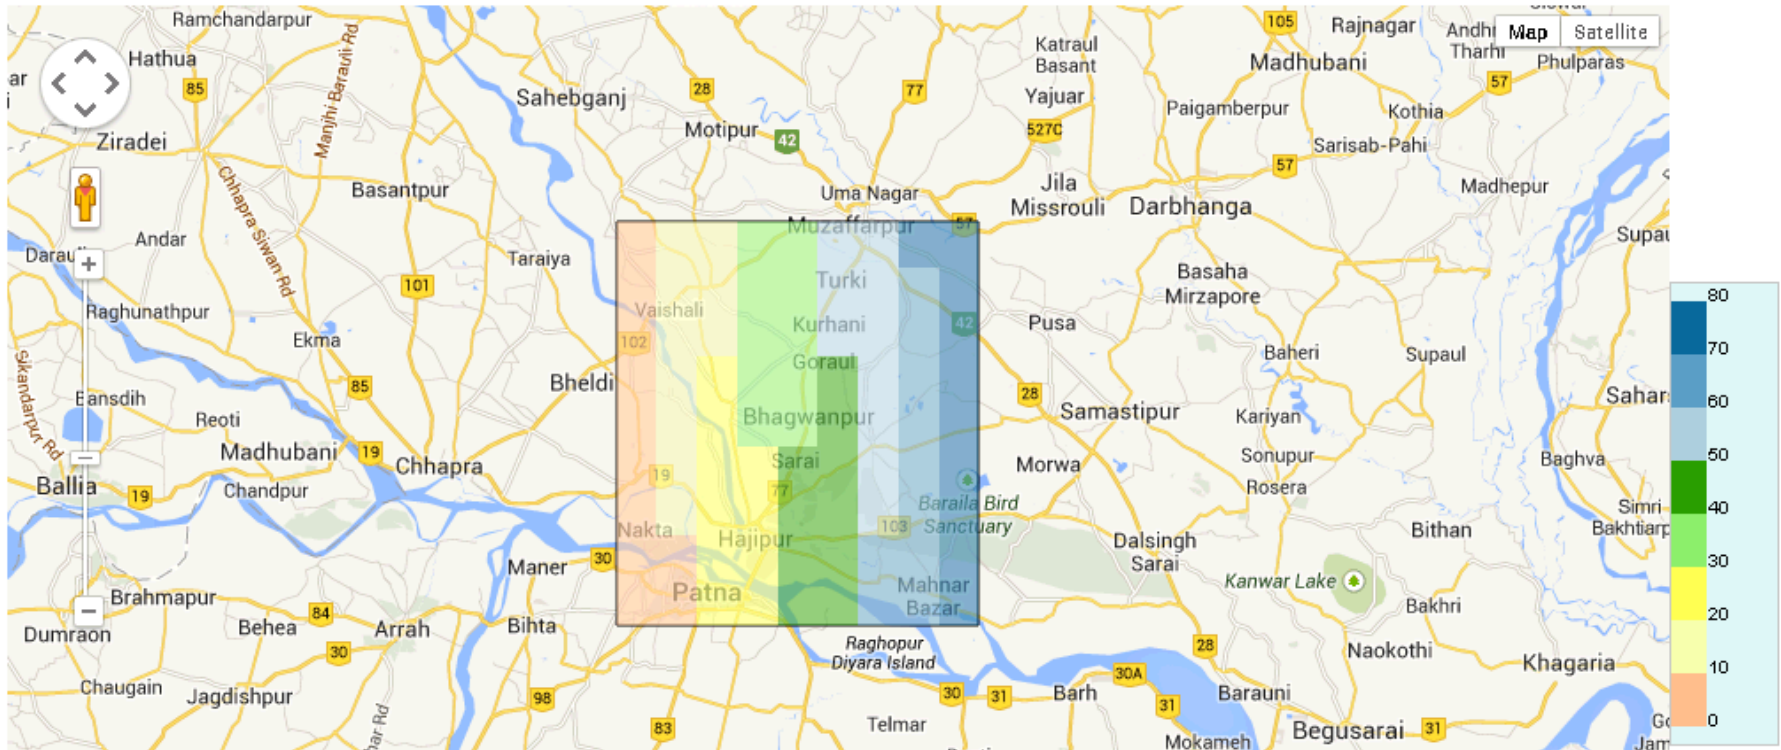 Ramchandarpur
Hathua
85
Manjhi Barauli Rd
Ziradei
Chhapra Siwan Rd
Basantpur
Andar
Raghunathpur
101
Taraiya
Ekma
85
Bheldi
Sikandarpur Rd
Bansdih
Reoti
Madhubani
19
Chhapra
Ballia
19
Chandpur
Maner
30
Brahmapur
84
Dumraon
Behea
Arrah
Bihta
30
Chaugain
Jagdishpur
98
83
Sahebganj
28
77
Motipur
42
Uma Nagar
Muzaffarpur
57
Turki
Vaishali
Kurhani
42
102
Goraul
Bhagwanpur
Sarai
19
77
Baraila Bird
Sanctuary
Nakta
Hajipur
103
Patna
Mahnar
Bazar
Raghopur
Diyara Island
30
31
Telmar
Barh
30A
31
Mokameh
Katraul
Basant
Yajuar
527C
Jila
Missrouli
Darbhanga
105
Rajnagar
Madhubani
Tharhi
Map
Satellite
Phulparas
57
Paigamberpur
Kothia
Sarisab-Pahi
57
Madhepur
Basaha
Mirzapore
Pusa
Baheri
Supaul
28
Samastipur
Kariyan
Morwa
Sonupur
Baghva
Rosera
Simri
Dalsingh
Sarai
Bithan
Kanwar Lake
Bakhri
28
Naokothi
Khagaria
Barauni
Begusarai
31
80
70
60
50
40
30
20
10
0